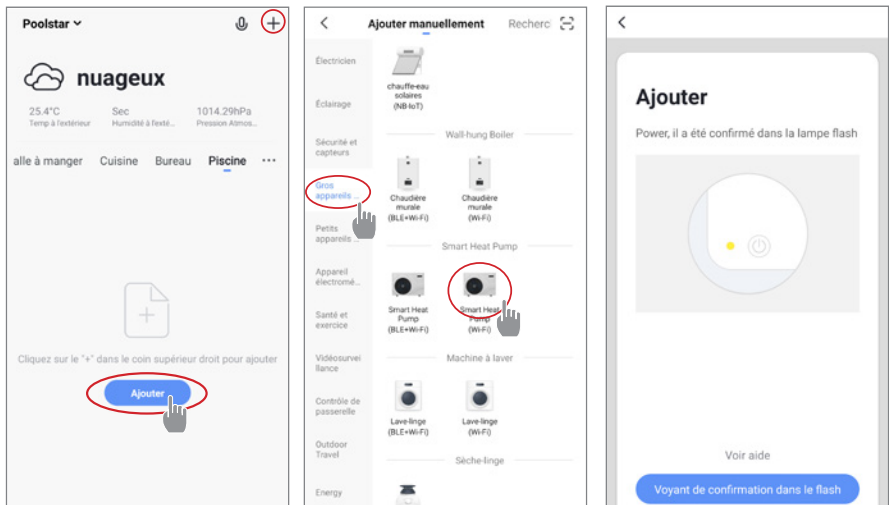 Poolstar
nuageux
25.4°C
Temp à l'extérieur
Sec
Humidité à l'exté...
1014.29hPa
Pression Atmos...
alle à manger
Cuisine
Bureau
Piscine
Cliquez sur le "+" dans le coin supérieur droit pour ajouter
Ajouter
Ajouter manuellement
Recherc
Électricien
Éclairage
Sécurité et
capteurs
Gros
appareils ...
Petits
appareils ...
Appareil
électromé...
Santé et
exercice
Vidéosurvei
llance
Contrôle de
passerelle
Outdoor
Travel
Energy
chauffe-eau
solaires
(NB-IoT)
Wall-hung Boiler
Chaudière
murale
(BLE+Wi-Fi)
Chaudière
murale
(Wi-Fi)
Smart Heat Pump
Smart Heat
Pump
(BLE+Wi-Fi)
Smart Heat
Pump
(Wi-Fi)
Machine à laver
Lave-linge
(BLE+Wi-Fi)
Lave-linge
(Wi-Fi)
Sèche-linge
Ajouter
Power, il a été confirmé dans la lampe flash
Voir aide
Voyant de confirmation dans le flash